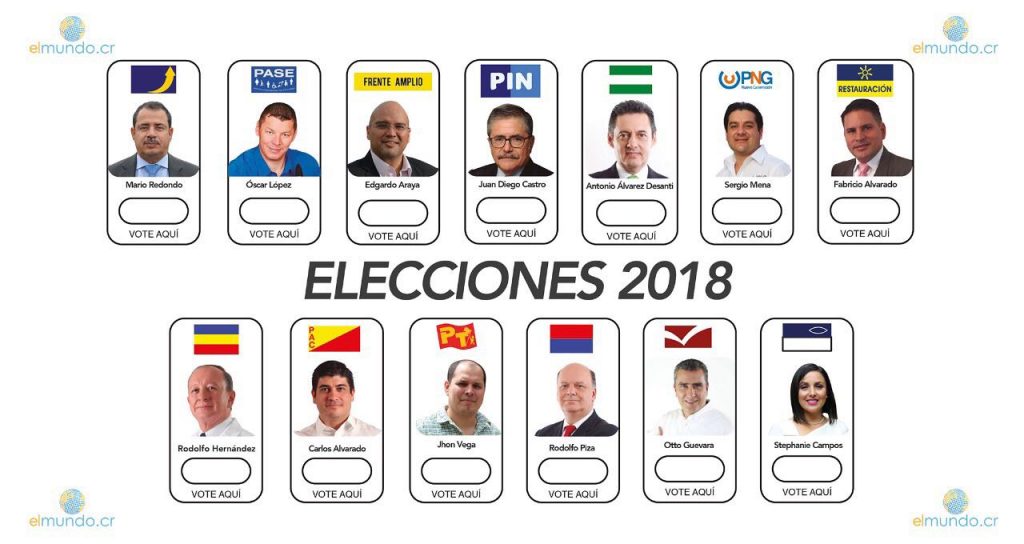 elmundo.cr
elmundo.cr
PASE
FRENTE AMPLIO
PIN
PNG
Nueva Generación
RESTAURACIÓN
Mario Redondo
Óscar López
Edgardo Araya
Juan Diego Castro
Antonio Álvarez Desanti
Sergio Mena
Fabricio Alvarado
VOTE AQUÍ
VOTE AQUÍ
VOTE AQUÍ
VOTE AQUÍ
VOTE AQUÍ
VOTE AQUÍ
VOTE AQUÍ
ELECCIONES 2018
PAC
PT
Rodolfo Hernández
Carlos Alvarado
Jhon Vega
Rodolfo Piza
Otto Guevara
Stephanie Campos
VOTE AQUÍ
VOTE AQUÍ
VOTE AQUÍ
VOTE AQUÍ
VOTE AQUÍ
VOTE AQUÍ
elmundo.cr
elmundo.cr